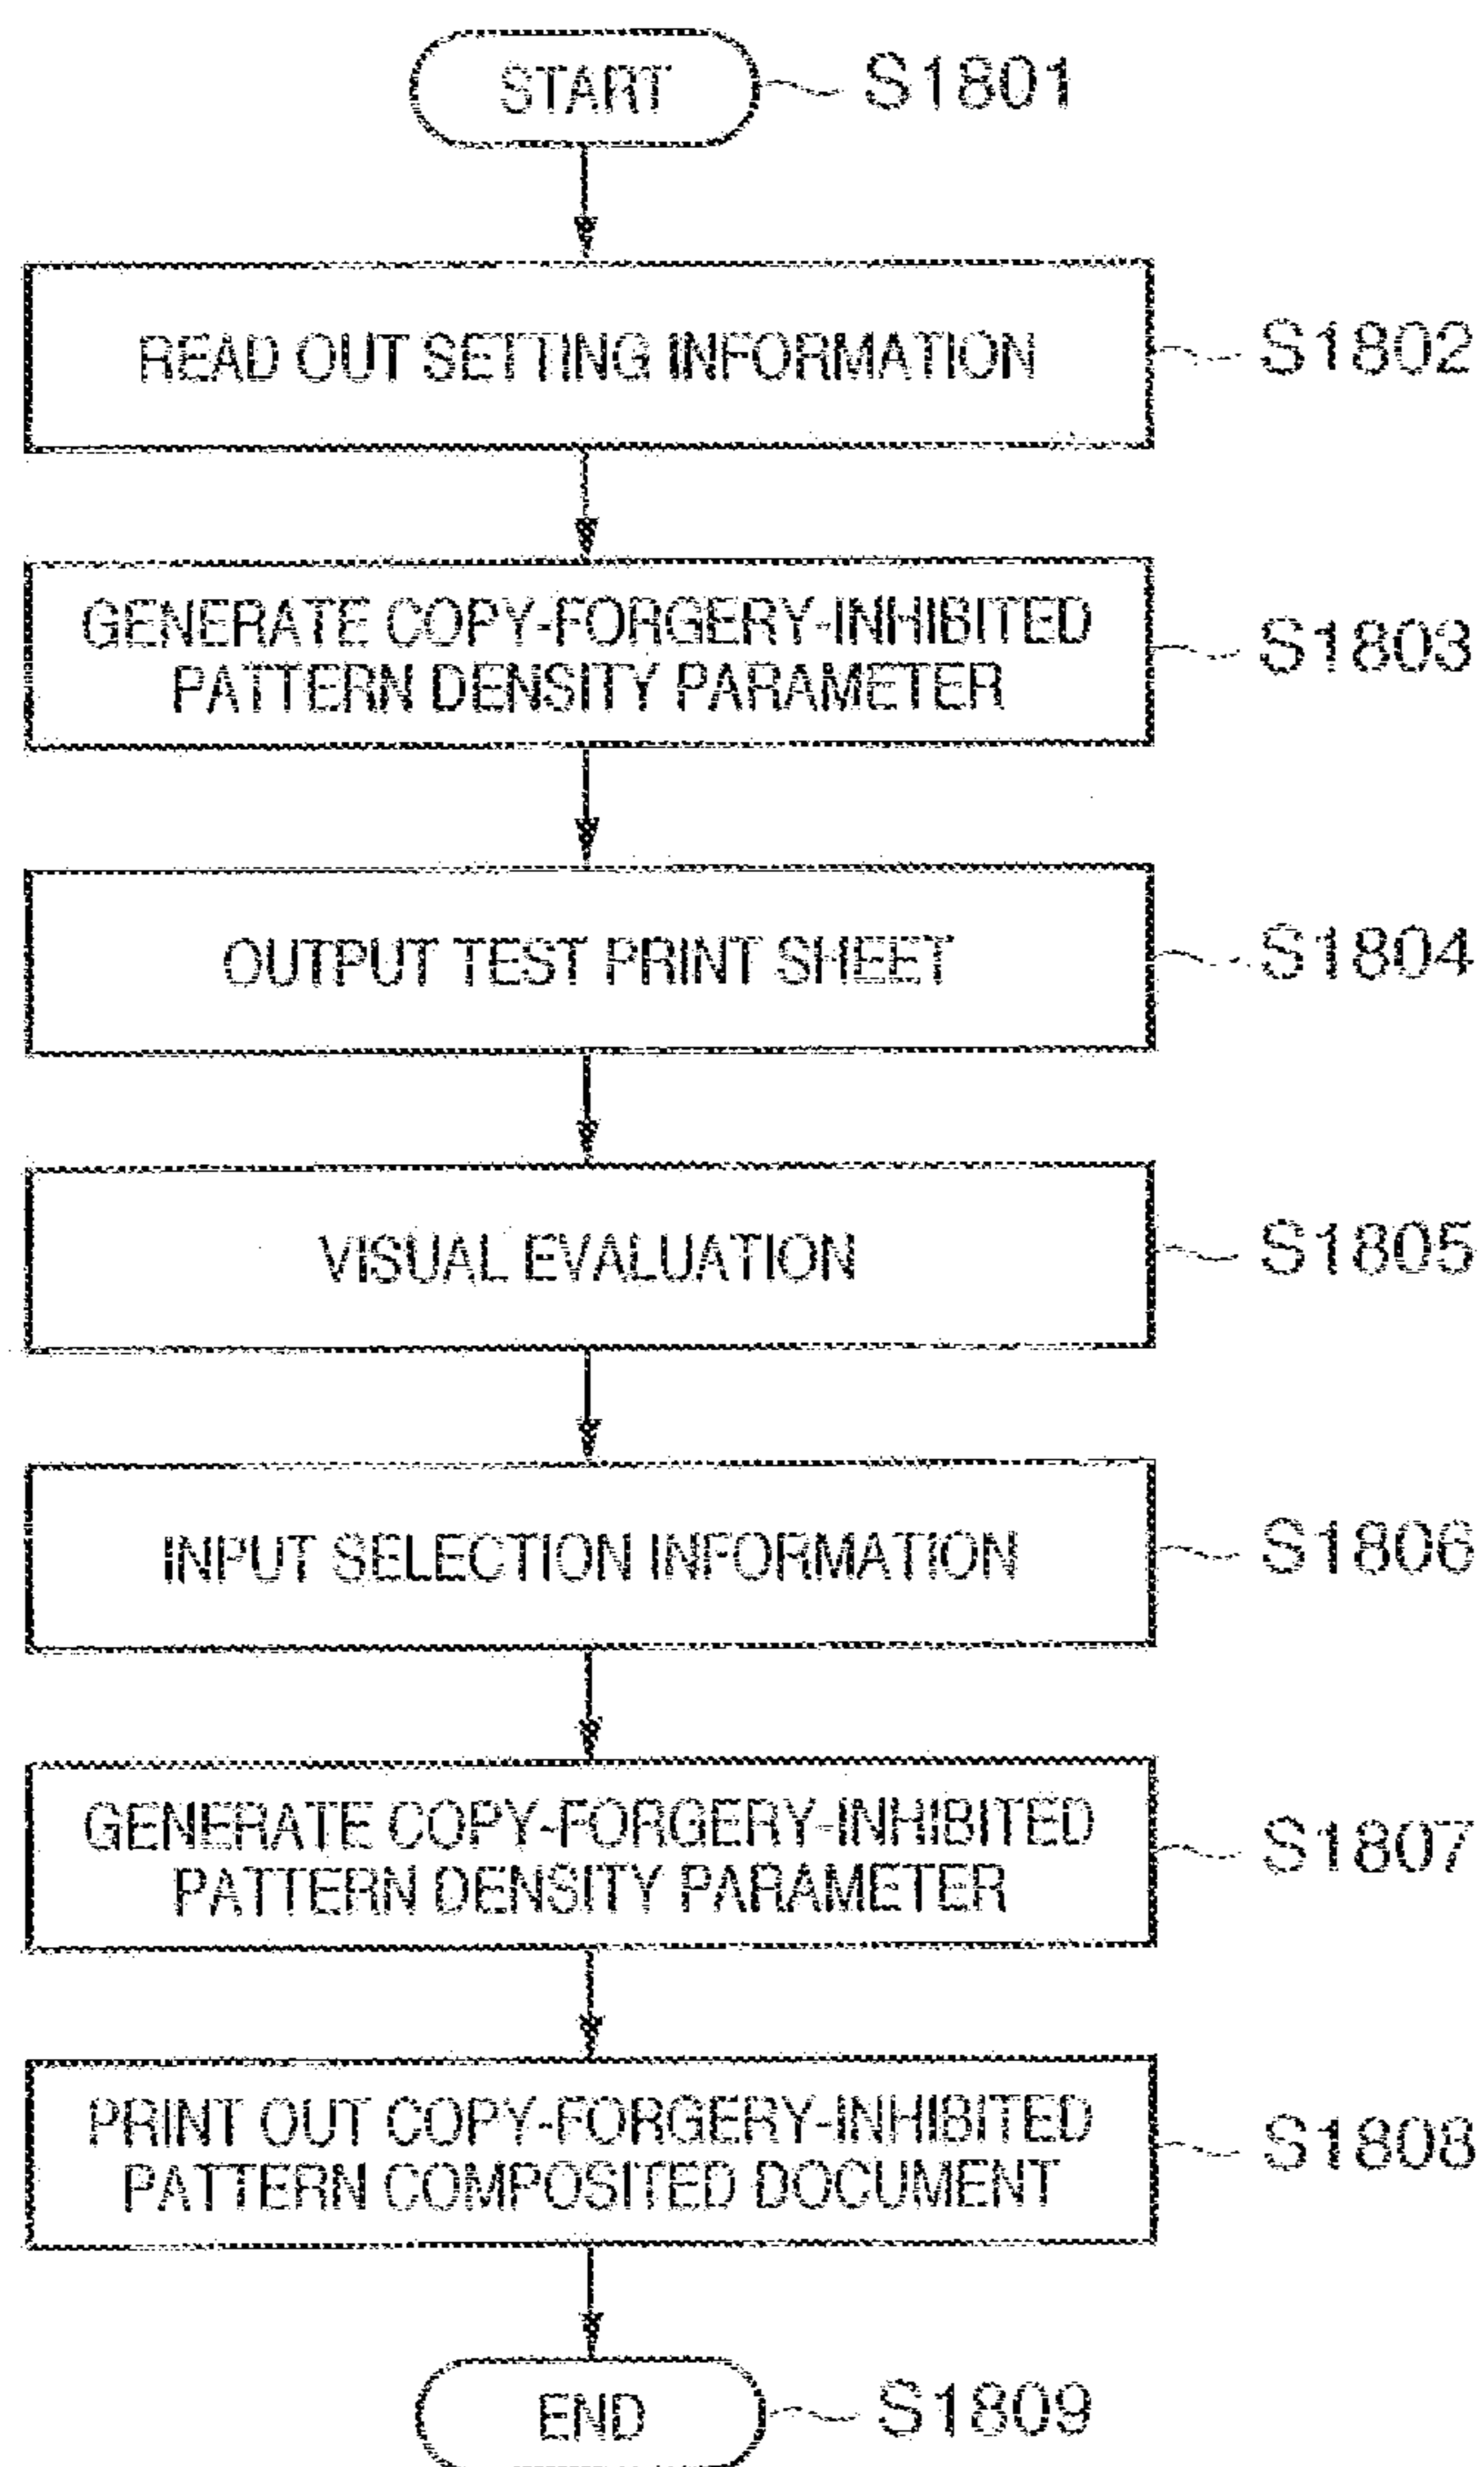 START
S1801
READ OUT SETTING INFORMATION
S1802
GENERATE COPY-FORGERY-INHIBITED
PATTERN DENSITY PARAMETER
S1803
OUTPUT TEST PRINT SHEET
S1804
VISUAL EVALUATION
S1805
INPUT SELECTION INFORMATION
S1806
GENERATE COPY-FORGERY-INHIBITED
PATTERN DENSITY PARAMETER
S1807
PRINT OUT COPY-FORGERY-INHIBITED
PATTERN COMPOSITED DOCUMENT
S1808
END
S1809